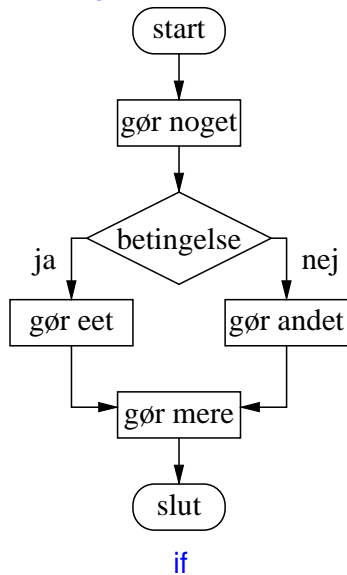 start
gør noget
betingelse
ja
nej
gør eet
gør andet
gør mere
slut
if